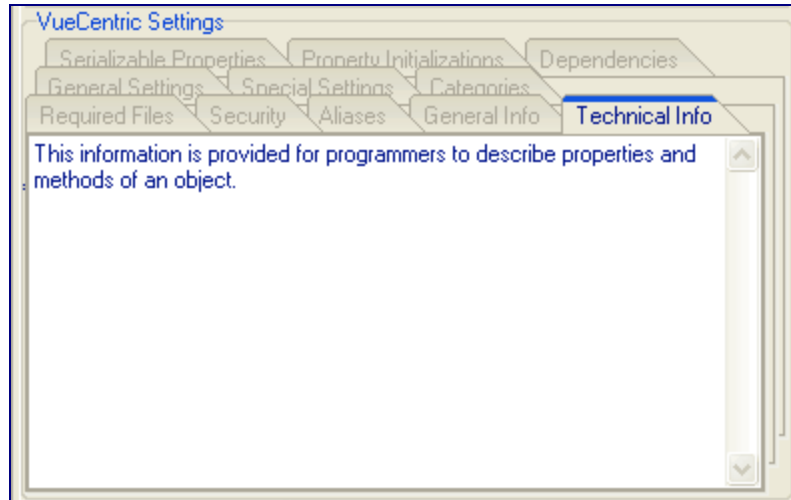 VueCentric Settings
Serializable Properties Property Initializations Dependencies
General Settings Special Settings Categories
Required Files Security Aliases General Info Technical Info
This information is provided for programmers to describe properties and
methods of an object.